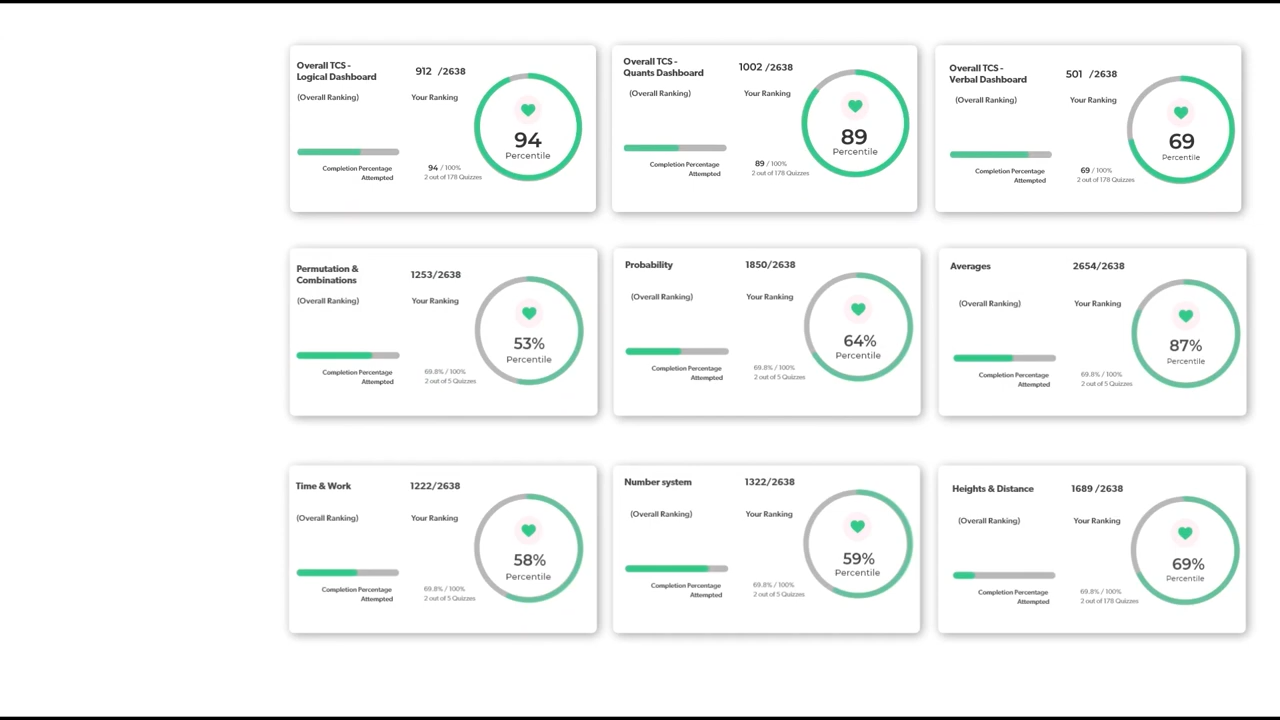 Overall TCS -
Logical Dashboard
912 /2638
(Overall Ranking)
Your Ranking
94
Percentile
Completion Percentage
Attempted
94 / 100%
2 out of 178 Quizzes
Overall TCS -
Quants Dashboard
1002 /2638
(Overall Ranking)
Your Ranking
89
Percentile
Completion Percentage
Attempted
89 / 100%
2 out of 178 Quizzes
Overall TCS -
Verbal Dashboard
501 /2638
(Overall Ranking)
Your Ranking
69
Percentile
Completion Percentage
Attempted
69 / 100%
2 out of 178 Quizzes
Permutation &
Combinations
1253/2638
(Overall Ranking)
Your Ranking
53%
Percentile
Completion Percentage
Attempted
69.8% / 100%
2 out of 5 Quizzes
Probability
1850/2638
(Overall Ranking)
Your Ranking
64%
Percentile
Completion Percentage
Attempted
69.8% / 100%
2 out of 5 Quizzes
Averages
2654/2638
(Overall Ranking)
Your Ranking
87%
Percentile
Completion Percentage
Attempted
69.8% / 100%
2 out of 5 Quizzes
Time & Work
1222/2638
(Overall Ranking)
Your Ranking
58%
Percentile
Completion Percentage
Attempted
69.8% / 100%
2 out of 5 Quizzes
Number system
1322/2638
(Overall Ranking)
Your Ranking
59%
Percentile
Completion Percentage
Attempted
69.8% / 100%
2 out of 5 Quizzes
Heights & Distance
1689 /2638
(Overall Ranking)
Your Ranking
69%
Percentile
Completion Percentage
Attempted
69.8% / 100%
2 out of 178 Quizzes